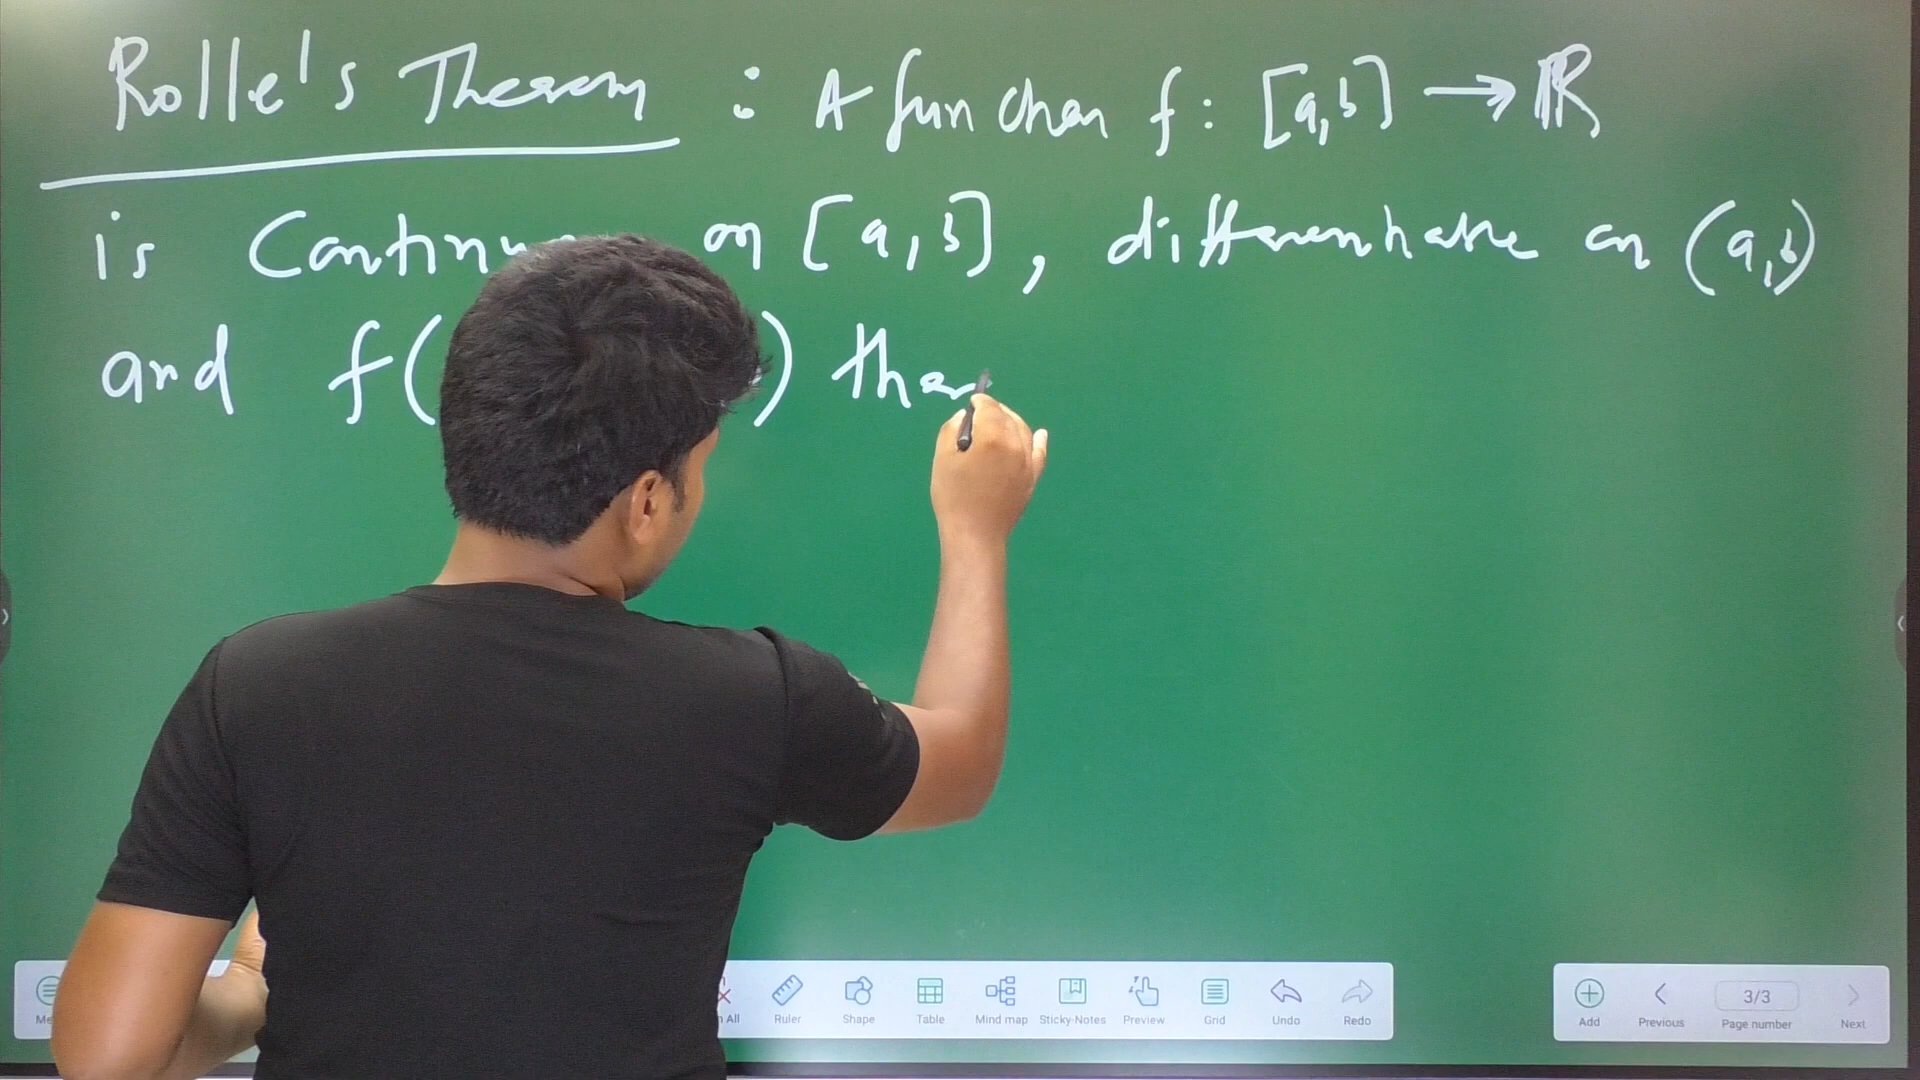 Rolle's Theorem : A function f: [a,b] → ℝ
is on [a,b], differentiable on (a,b)
and f( ) then
Ruler Shape Table Mind map Sticky-Notes Preview Grid Undo Redo
Add Previous 3/3 Page number Next